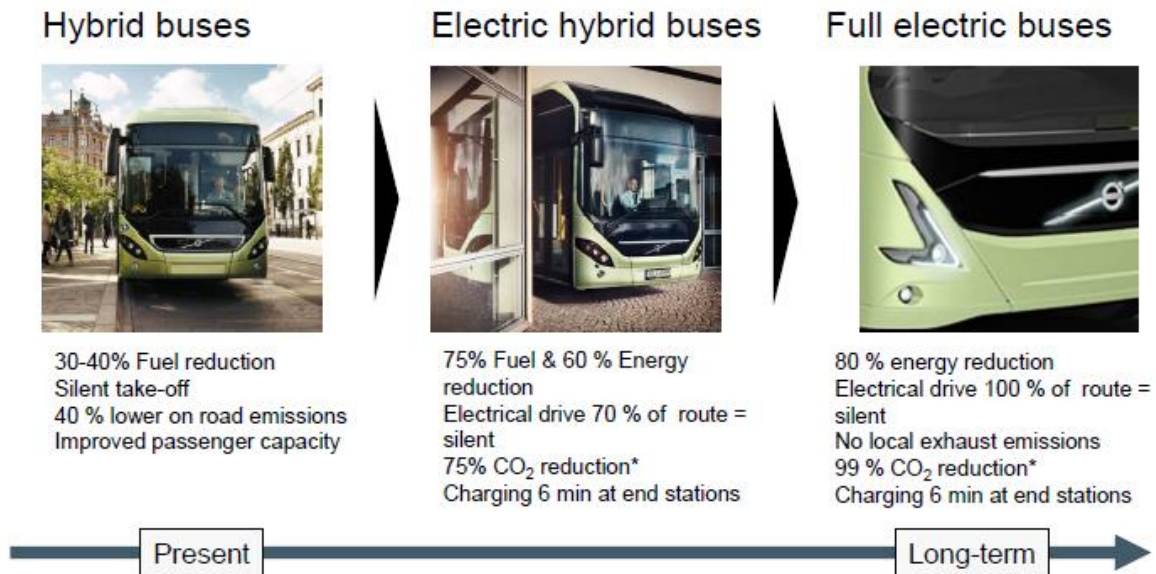 Hybrid buses
Electric hybrid buses
Full electric buses
30-40% Fuel reduction
Silent take-off
40 % lower on road emissions
Improved passenger capacity
75% Fuel & 60 % Energy
reduction
Electrical drive 70 % of route =
silent
75% CO₂ reduction*
Charging 6 min at end stations
80 % energy reduction
Electrical drive 100 % of route =
silent
No local exhaust emissions
99 % CO₂ reduction*
Charging 6 min at end stations
Present
Long-term